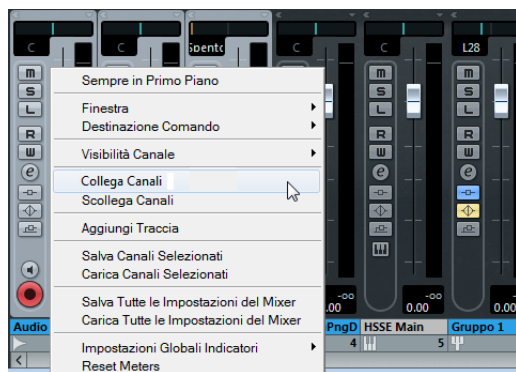 C C Spento C C L28
m m m
S S S
L L L
R R R
W W W
e e e
Sempre in Primo Piano
Finestra
Destinazione Comando
Visibilità Canale
Collega Canali
Scollega Canali
Aggiungi Traccia
Salva Canali Selezionati
Carica Canali Selezionati
Salva Tutte le Impostazioni del Mixer
Carica Tutte le Impostazioni del Mixer
Impostazioni Globali Indicatori
Reset Meters
-oo -oo
.00 0.00 0.00
Audio PngD HSSE Main Gruppo 1
4 5